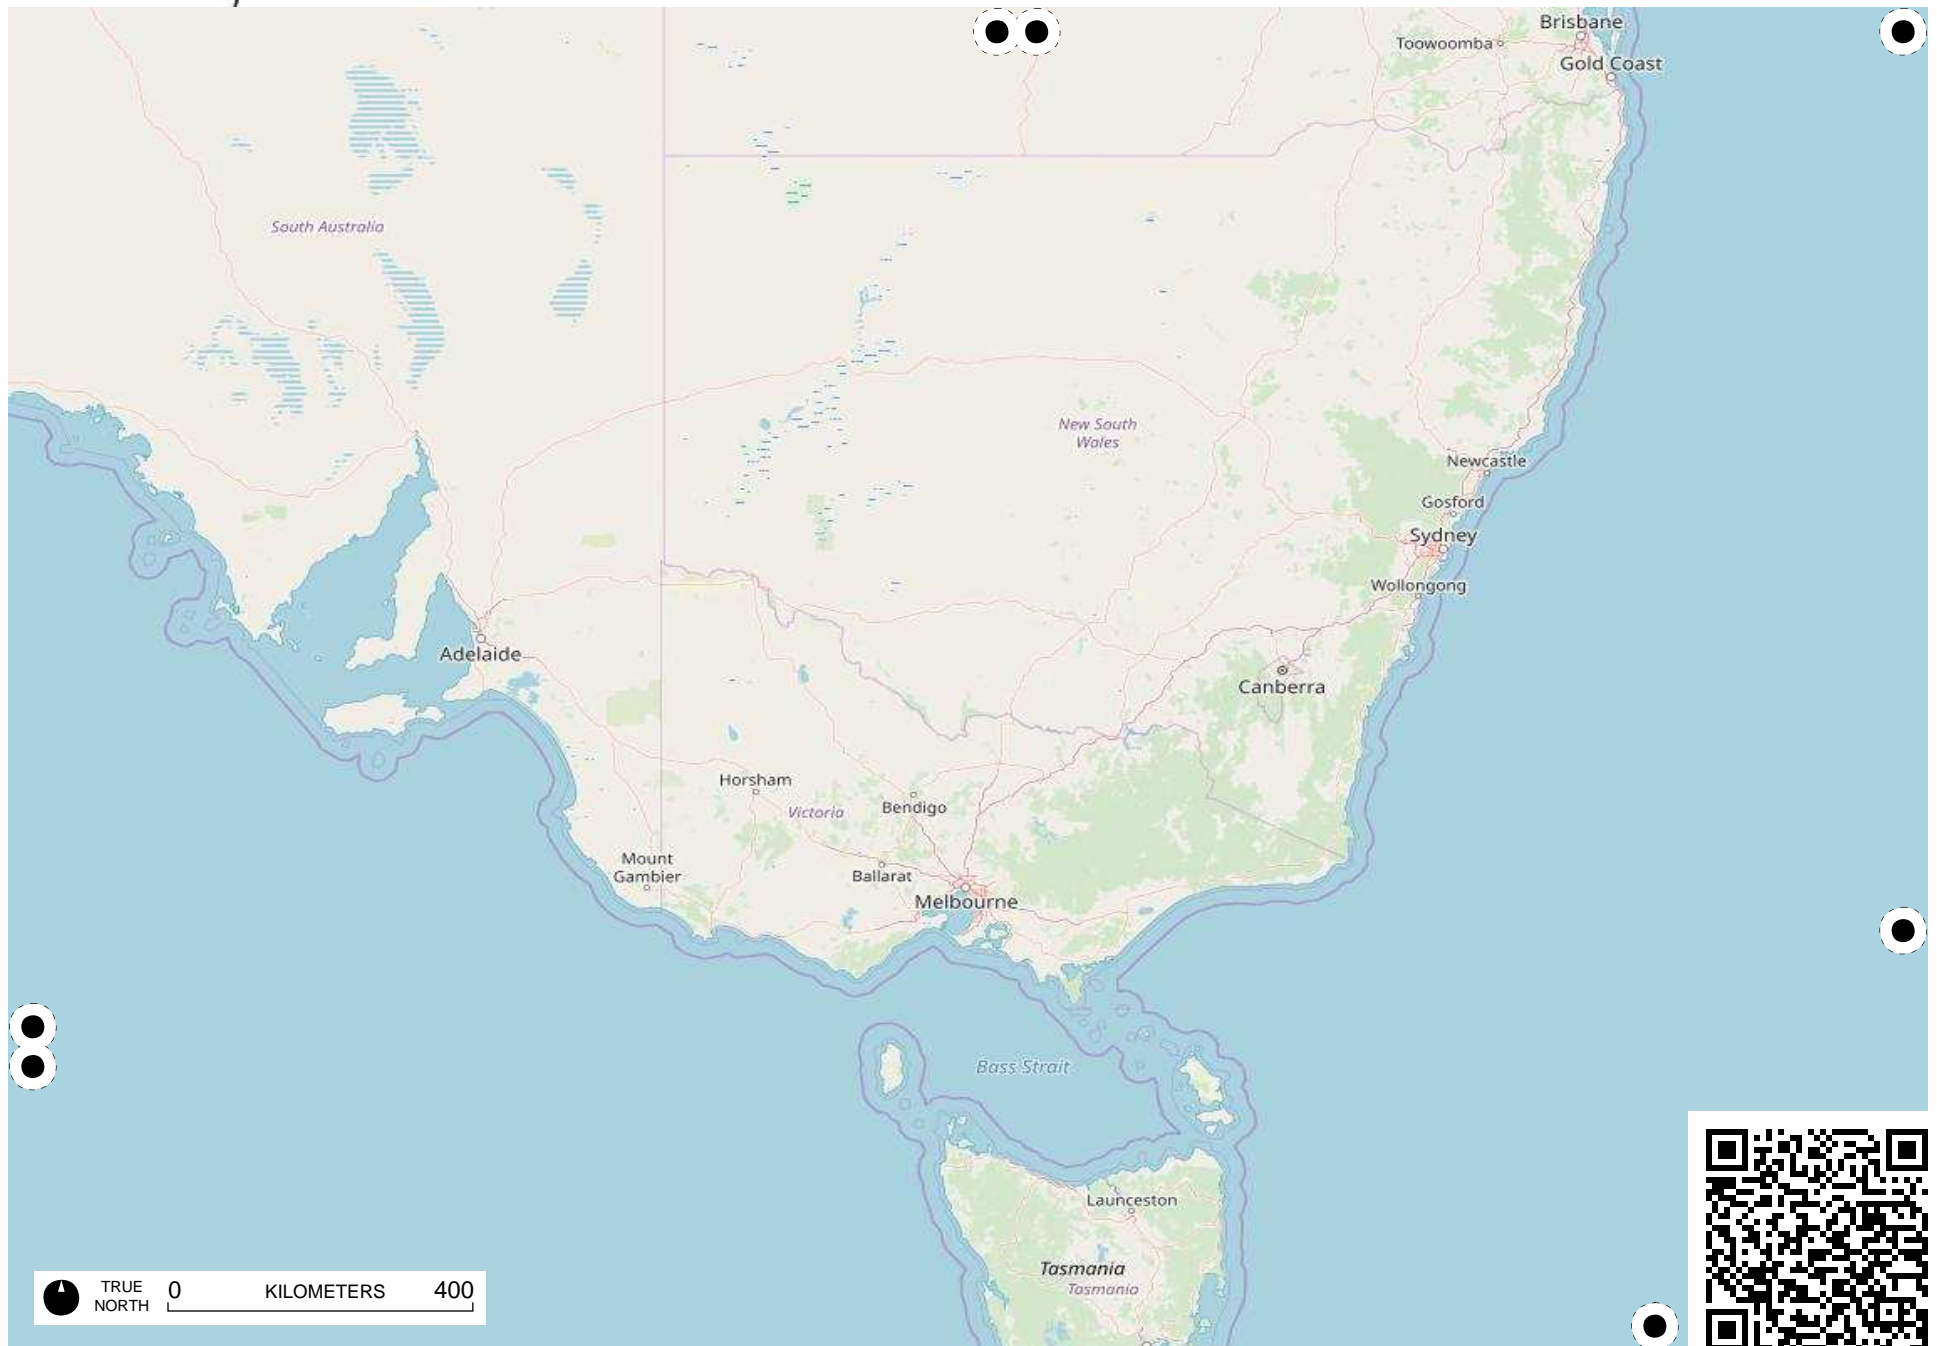 Brisbane
Toowoomba
Gold Coast
South Australia
New South
Wales
Newcastle
Gosford
Sydney
Wollongong
Adelaide
Canberra
Horsham
Victoria
Bendigo
Mount
Gambier
Ballarat
Melbourne
Bass Strait
Launceston
Tasmania
Tasmania
TRUE
NORTH
0 KILOMETERS 400